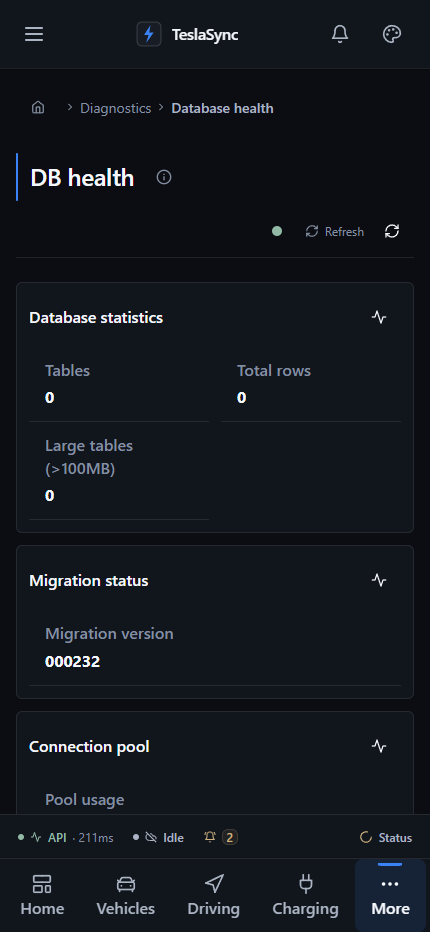 TeslaSync
Diagnostics
Database health
DB health
Refresh
Database statistics
Tables
Total rows
0
0
Large tables
(>100MB)
0
Migration status
Migration version
000232
Connection pool
Pool usage
API · 211ms
Idle
2
Status
Home
Vehicles
Driving
Charging
More